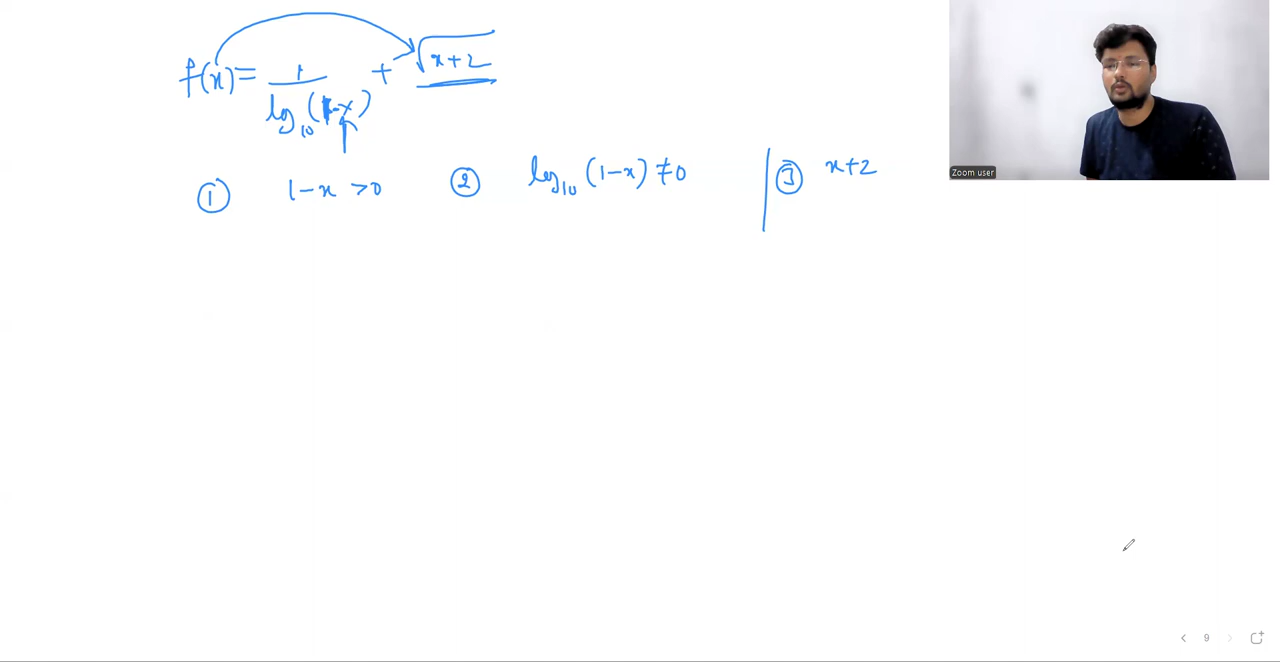 f(x) = 1/log₁₀(1-x) + √(x+2)
① 1-x > 0 ② log₁₀(1-x) ≠ 0 ③ x+2
Zoom user
9